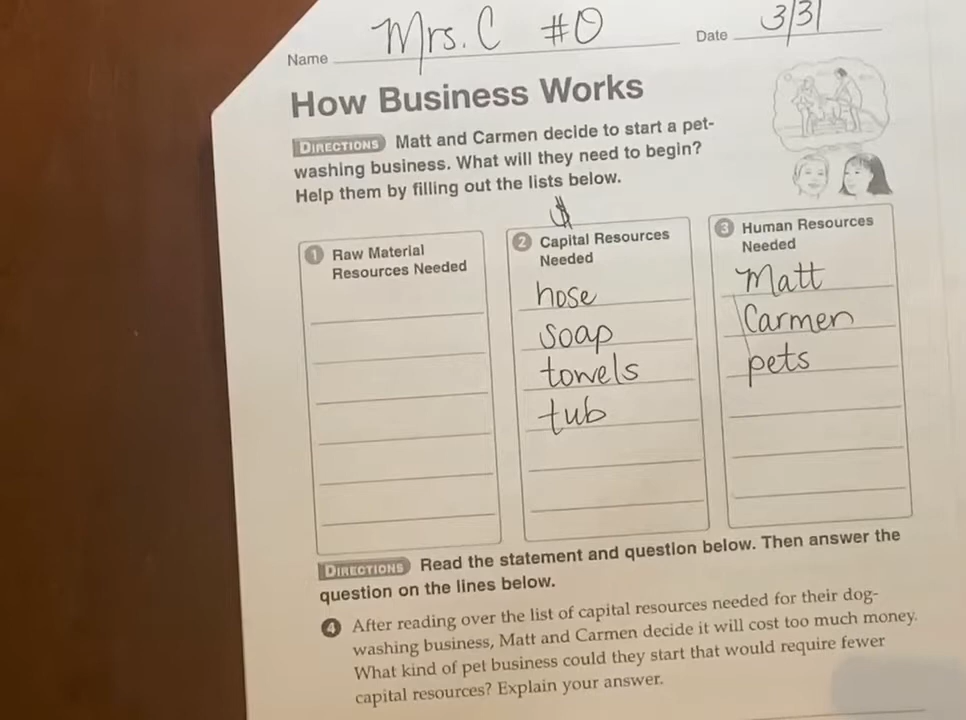 Name Mrs. C #0 Date 3/31
How Business Works
DIRECTIONS Matt and Carmen decide to start a pet-
washing business. What will they need to begin?
Help them by filling out the lists below.
$
1 Raw Material
Resources Needed
2 Capital Resources
Needed
hose
soap
towels
tub
3 Human Resources
Needed
Matt
Carmen
pets
DIRECTIONS Read the statement and question below. Then answer the
question on the lines below.
4 After reading over the list of capital resources needed for their dog-
washing business, Matt and Carmen decide it will cost too much money.
What kind of pet business could they start that would require fewer
capital resources? Explain your answer.